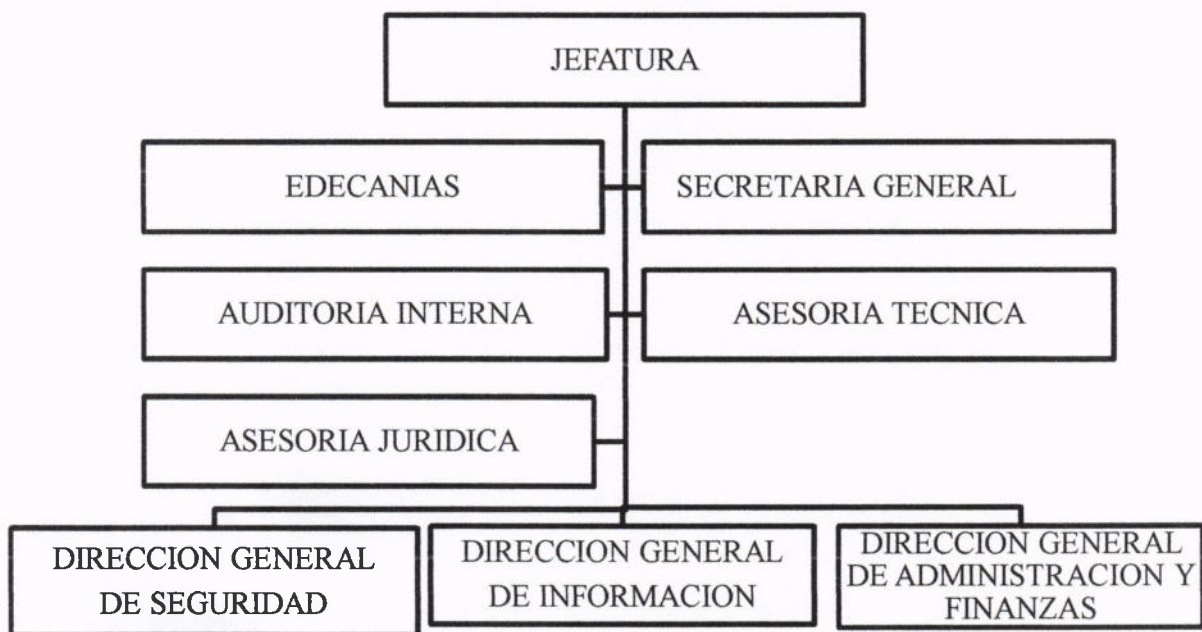 JEFATURA
EDECANIAS
SECRETARIA GENERAL
AUDITORIA INTERNA
ASESORIA TECNICA
ASESORIA JURIDICA
DIRECCION GENERAL
DE SEGURIDAD
DIRECCION GENERAL
DE INFORMACION
DIRECCION GENERAL
DE ADMINISTRACION Y
FINANZAS